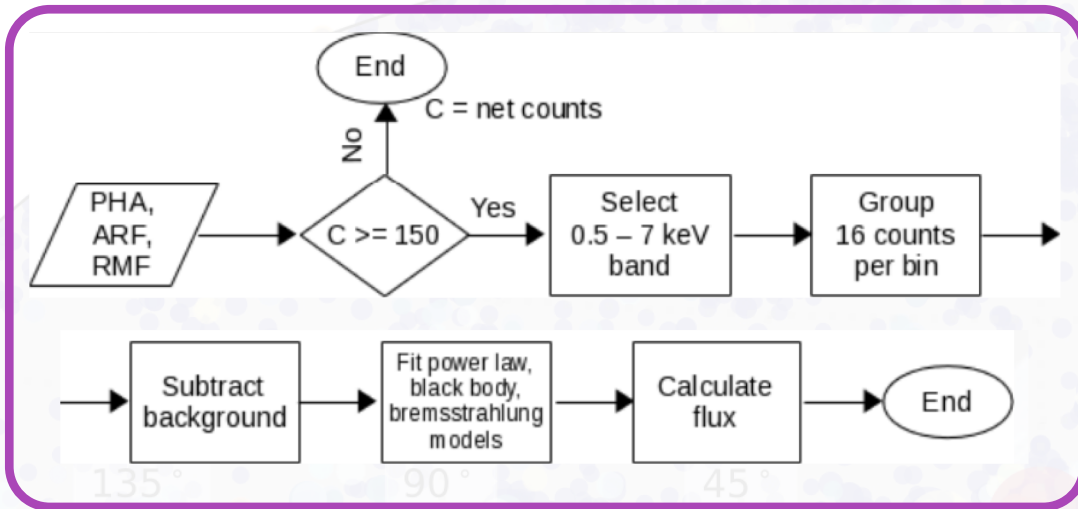 End
C = net counts
No
PHA,
ARF,
RMF
C >= 150
Yes
Select
0.5 – 7 keV
band
Group
16 counts
per bin
Subtract
background
Fit power law,
black body,
bremsstrahlung
models
Calculate
flux
End
135°
90°
45°